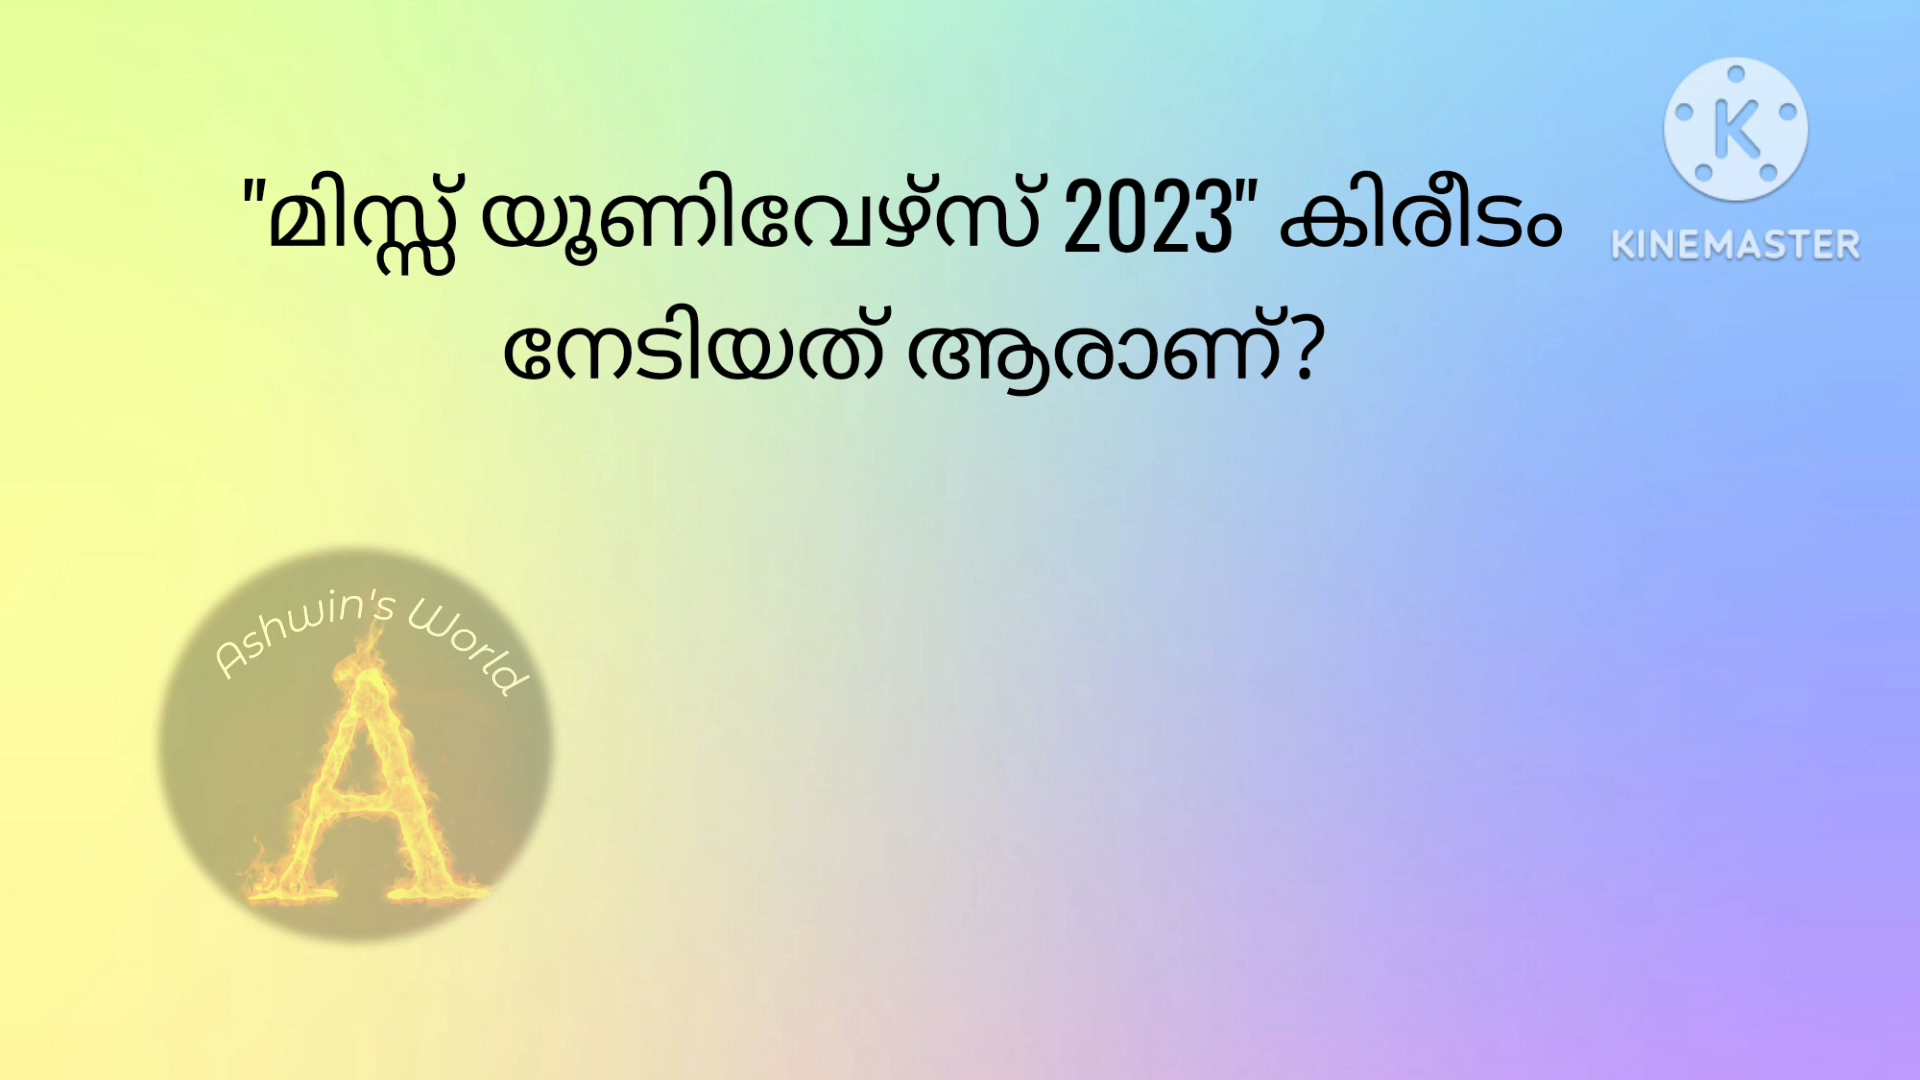 "മിസ്സ് യൂണിവേഴ്സ് 2023" കിരീടം
നേടിയത് ആരാണ്?
K
KINEMASTER
Ashwin's World
A